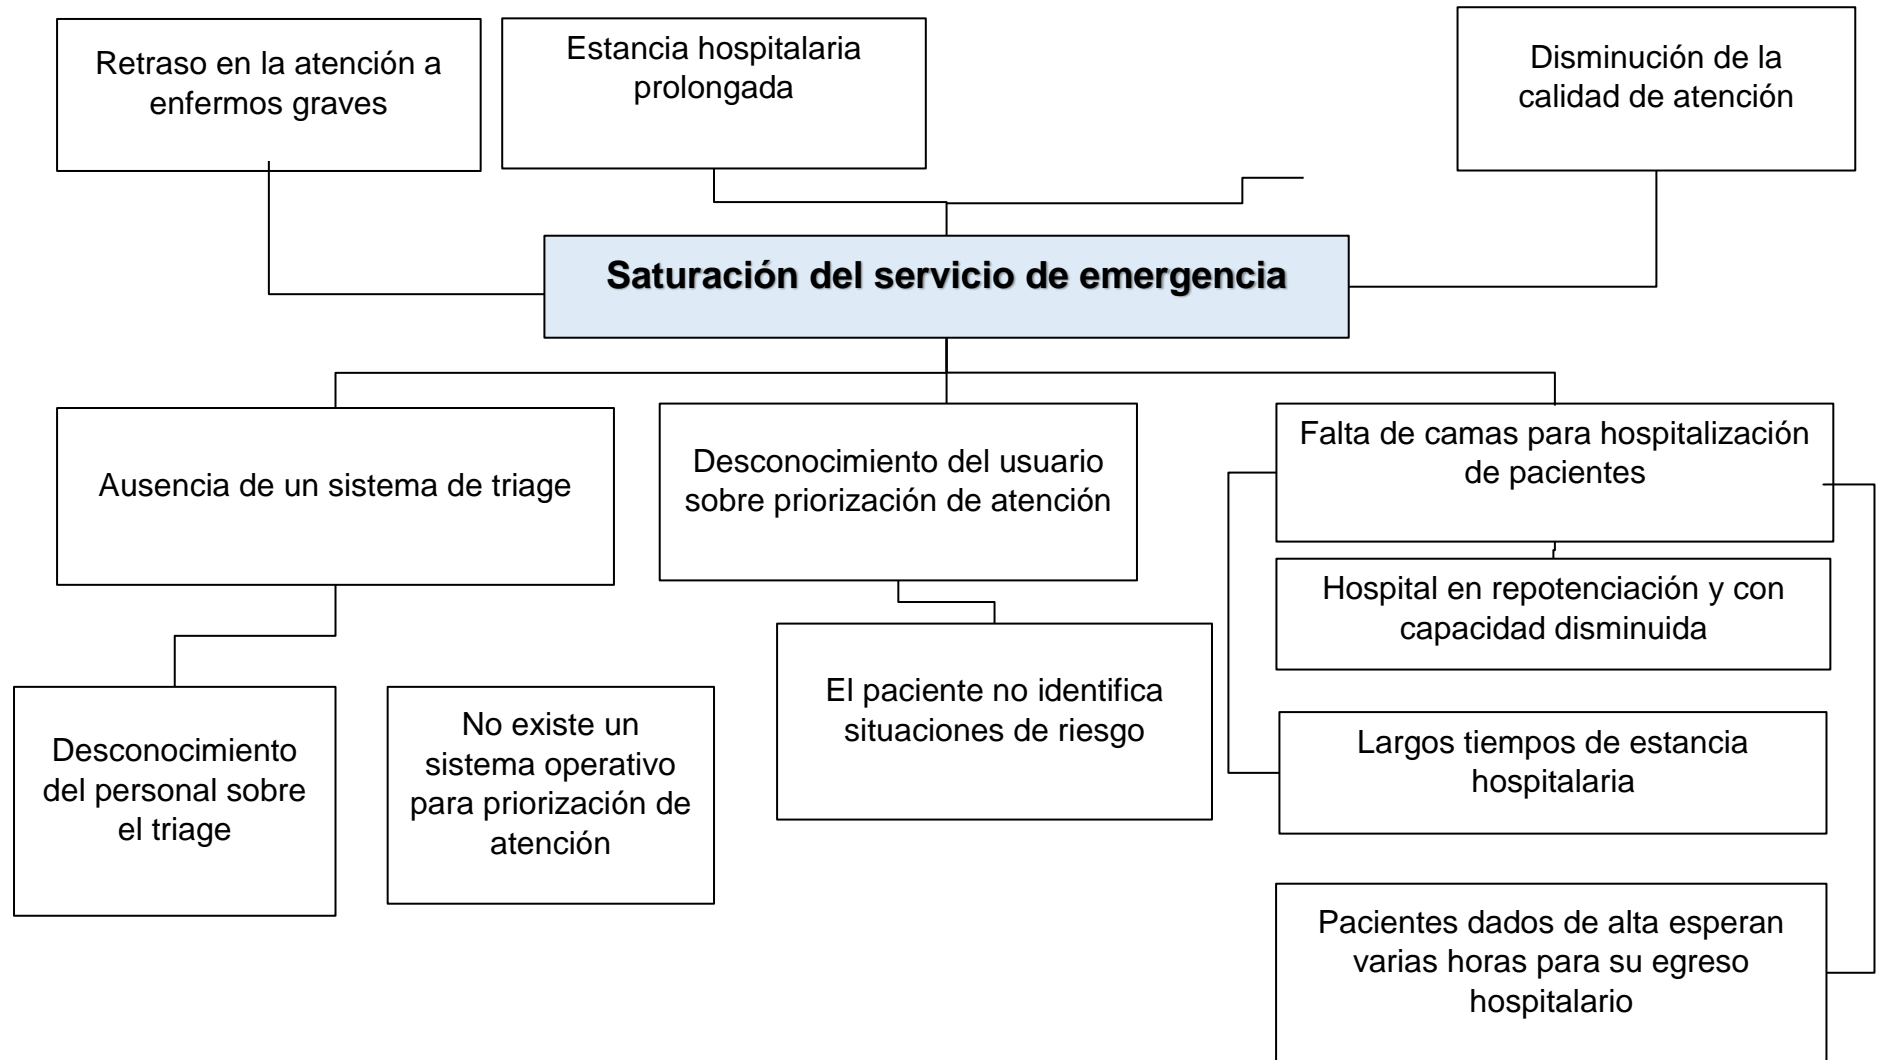 Retraso en la atención a
enfermos graves
Estancia hospitalaria
prolongada
Disminución de la
calidad de atención
Saturación del servicio de emergencia
Ausencia de un sistema de triage
Desconocimiento del usuario
sobre priorización de atención
Falta de camas para hospitalización
de pacientes
Hospital en repotenciación y con
capacidad disminuida
Desconocimiento
del personal sobre
el triage
No existe un
sistema operativo
para priorización de
atención
El paciente no identifica
situaciones de riesgo
Largos tiempos de estancia
hospitalaria
Pacientes dados de alta esperan
varias horas para su egreso
hospitalario